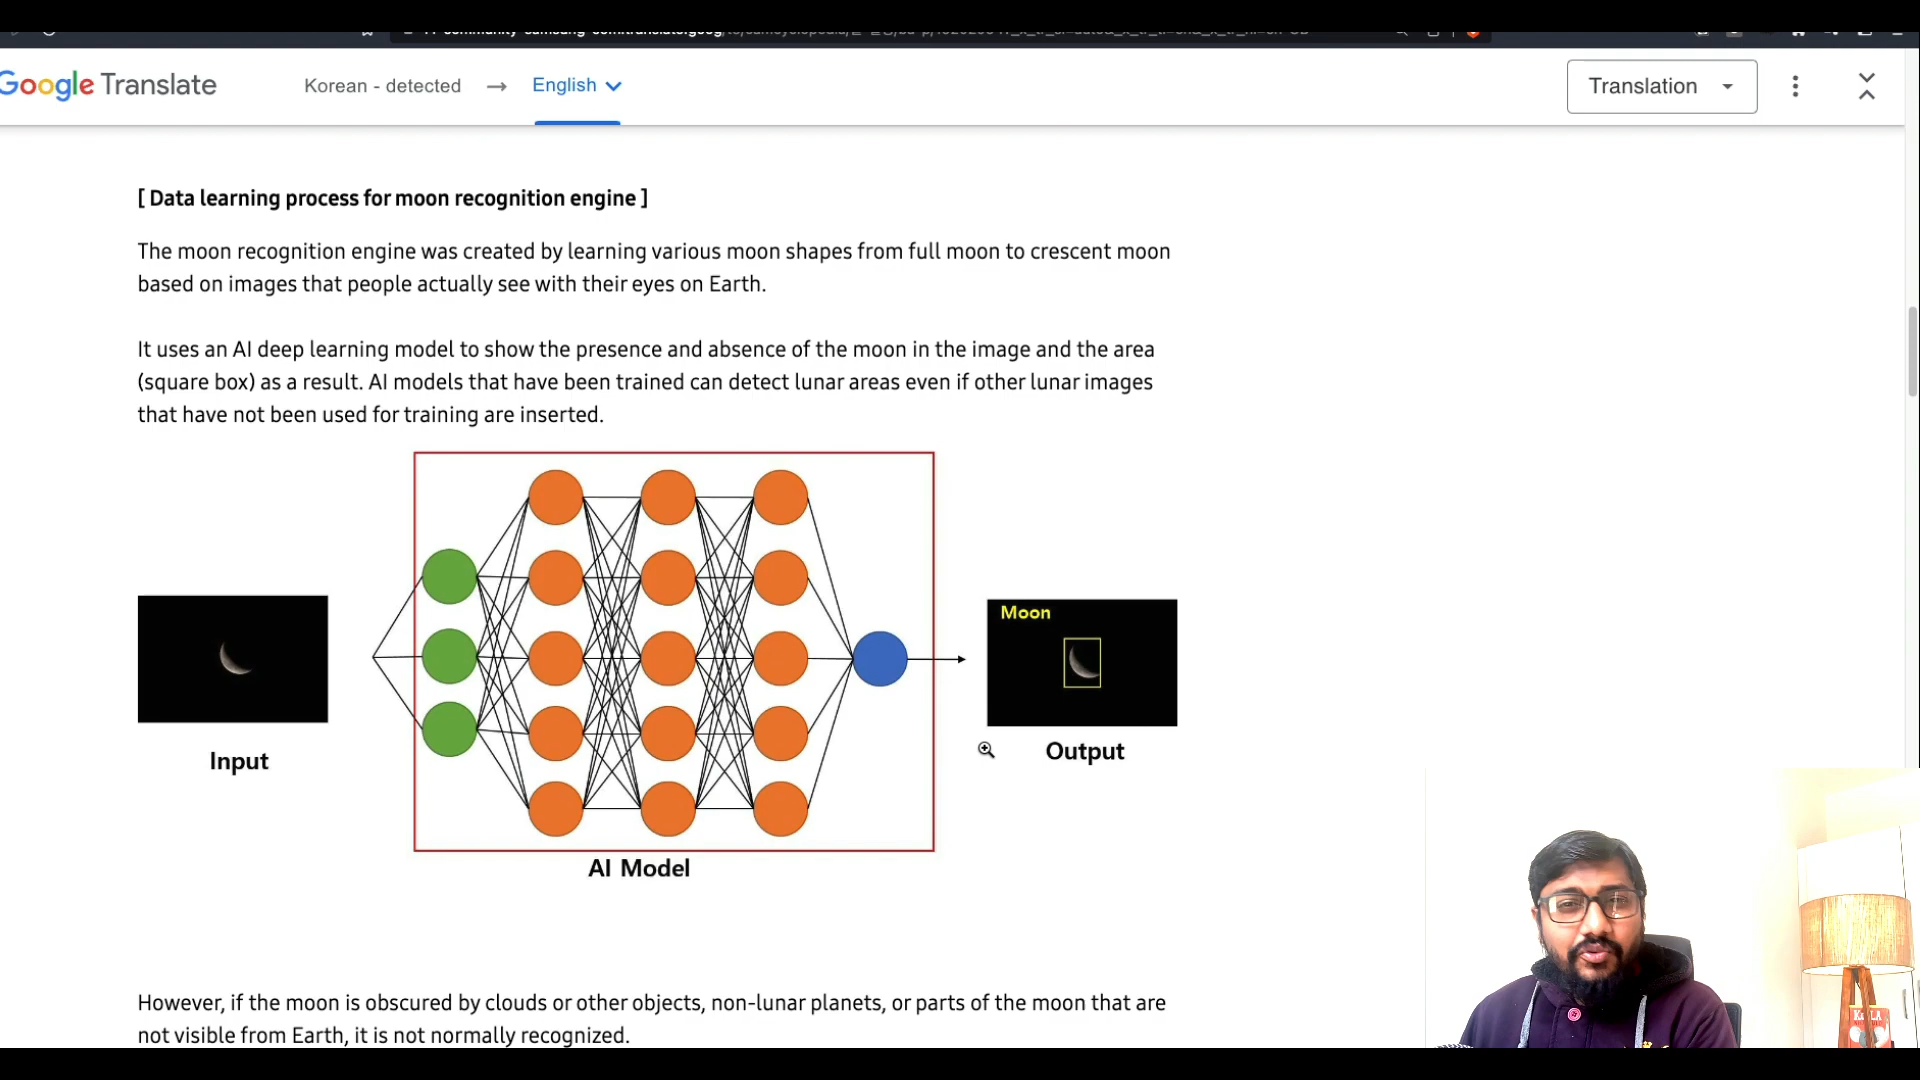 Google Translate
Korean - detected
→
English
Translation
[ Data learning process for moon recognition engine ]
The moon recognition engine was created by learning various moon shapes from full moon to crescent moon
based on images that people actually see with their eyes on Earth.
It uses an AI deep learning model to show the presence and absence of the moon in the image and the area
(square box) as a result. AI models that have been trained can detect lunar areas even if other lunar images
that have not been used for training are inserted.
Moon
Input
Output
AI Model
However, if the moon is obscured by clouds or other objects, non-lunar planets, or parts of the moon that are
not visible from Earth, it is not normally recognized.